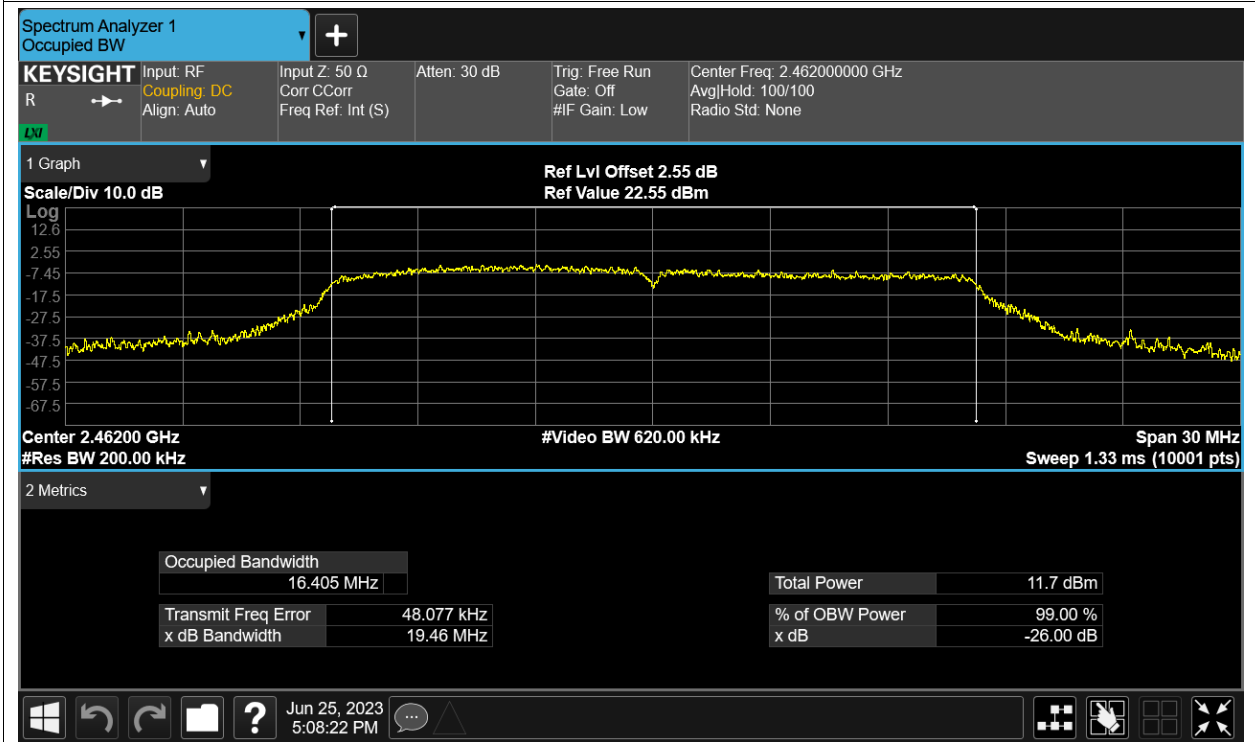 Spectrum Analyzer 1
Occupied BW
+
KEYSIGHT Input: RF Input Z: 50 Ω Atten: 30 dB Trig: Free Run Center Freq: 2.462000000 GHz
R Coupling: DC Corr CCorr Gate: Off Avg|Hold: 100/100
Align: Auto Freq Ref: Int (S) #IF Gain: Low Radio Std: None
LXI
1 Graph
Ref Lvl Offset 2.55 dB
Scale/Div 10.0 dB Ref Value 22.55 dBm
Log
12.6
2.55
-7.45
-17.5
-27.5
-37.5
-47.5
-57.5
-67.5
Center 2.46200 GHz #Video BW 620.00 kHz Span 30 MHz
#Res BW 200.00 kHz Sweep 1.33 ms (10001 pts)
2 Metrics
Occupied Bandwidth
16.405 MHz Total Power 11.7 dBm
Transmit Freq Error 48.077 kHz % of OBW Power 99.00 %
x dB Bandwidth 19.46 MHz x dB -26.00 dB
? Jun 25, 2023
5:08:22 PM